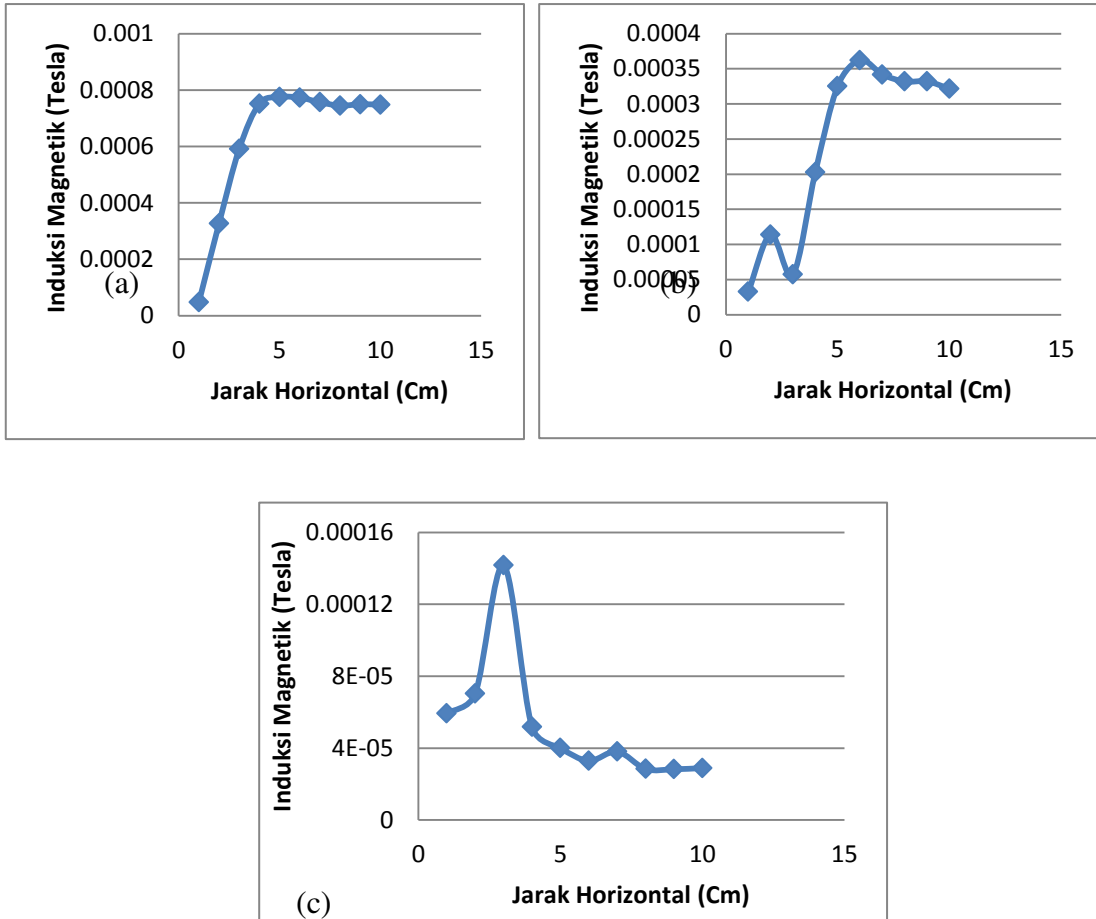 Induksi Magnetik (Tesla)
0.001
0.0008
0.0006
0.0004
0.0002
0
(a)
0 5 10 15
Jarak Horizontal (Cm)
Induksi Magnetik (Tesla)
0.0004
0.00035
0.0003
0.00025
0.0002
0.00015
0.0001
0.00005
0
(b)
0 5 10 15
Jarak Horizontal (Cm)
Induksi Magnetik (Tesla)
0.00016
0.00012
8E-05
4E-05
0
0 5 10 15
Jarak Horizontal (Cm)
(c)